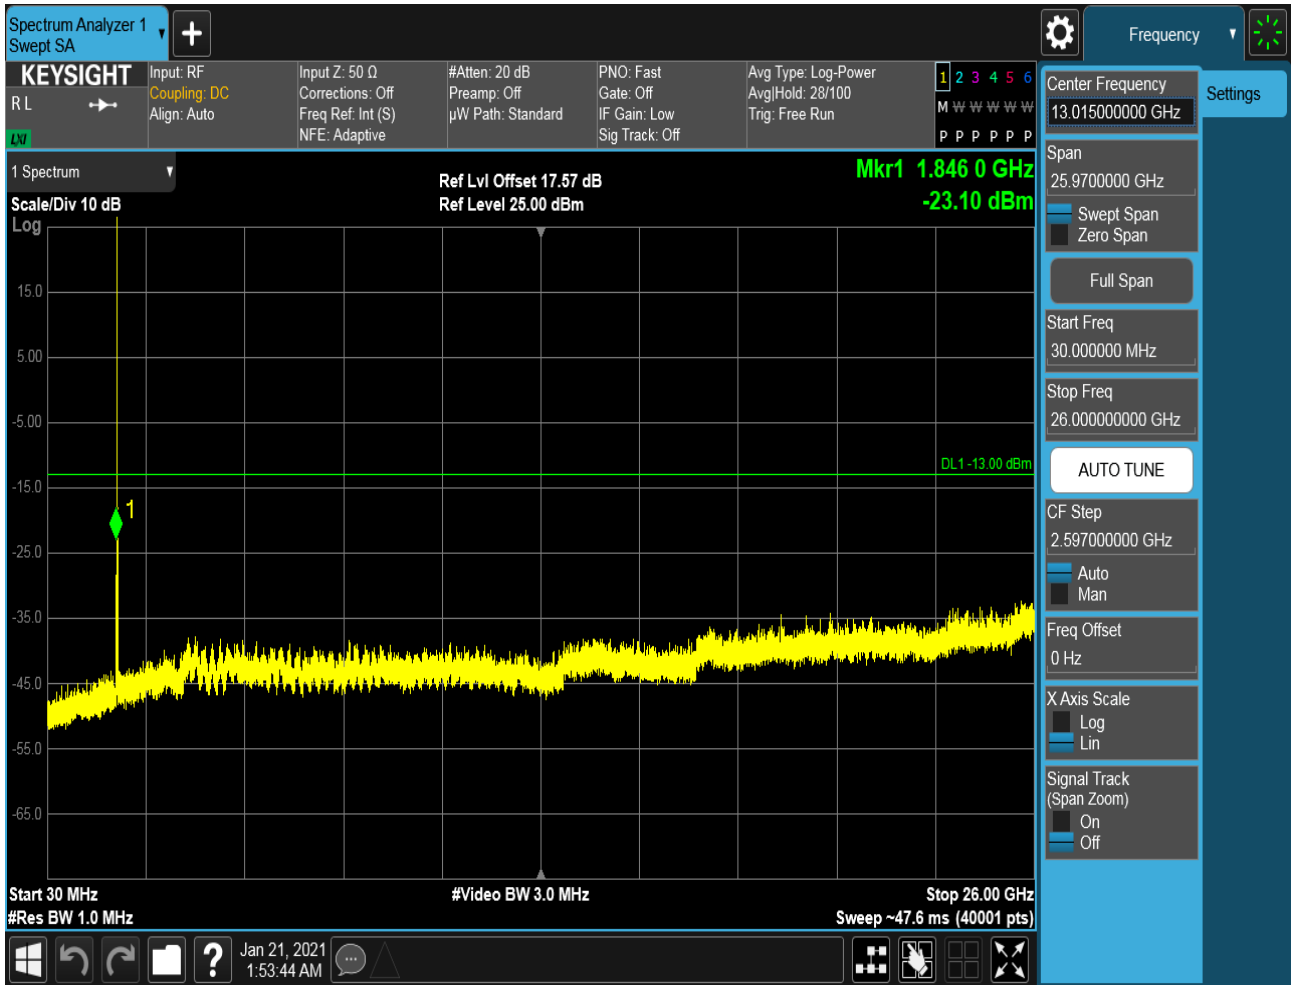 Spectrum Analyzer 1
Swept SA
+
Frequency
KEYSIGHT
R L
LXI
Input: RF
Coupling: DC
Align: Auto
Input Z: 50 Ω
Corrections: Off
Freq Ref: Int (S)
NFE: Adaptive
#Atten: 20 dB
Preamp: Off
µW Path: Standard
PNO: Fast
Gate: Off
IF Gain: Low
Sig Track: Off
Avg Type: Log-Power
Avg|Hold: 28/100
Trig: Free Run
1 2 3 4 5 6
M W W W W W
P P P P P P
1 Spectrum
Scale/Div 10 dB
Log
Ref Lvl Offset 17.57 dB
Ref Level 25.00 dBm
Mkr1 1.846 0 GHz
-23.10 dBm
15.0
5.00
-5.00
DL1 -13.00 dBm
-15.0
1
-25.0
-35.0
-45.0
-55.0
-65.0
Start 30 MHz
#Video BW 3.0 MHz
Stop 26.00 GHz
#Res BW 1.0 MHz
Sweep ~47.6 ms (40001 pts)
Center Frequency
13.015000000 GHz
Settings
Span
25.9700000 GHz
Swept Span
Zero Span
Full Span
Start Freq
30.000000 MHz
Stop Freq
26.000000000 GHz
AUTO TUNE
CF Step
2.597000000 GHz
Auto
Man
Freq Offset
0 Hz
X Axis Scale
Log
Lin
Signal Track
(Span Zoom)
On
Off
?
Jan 21, 2021
1:53:44 AM